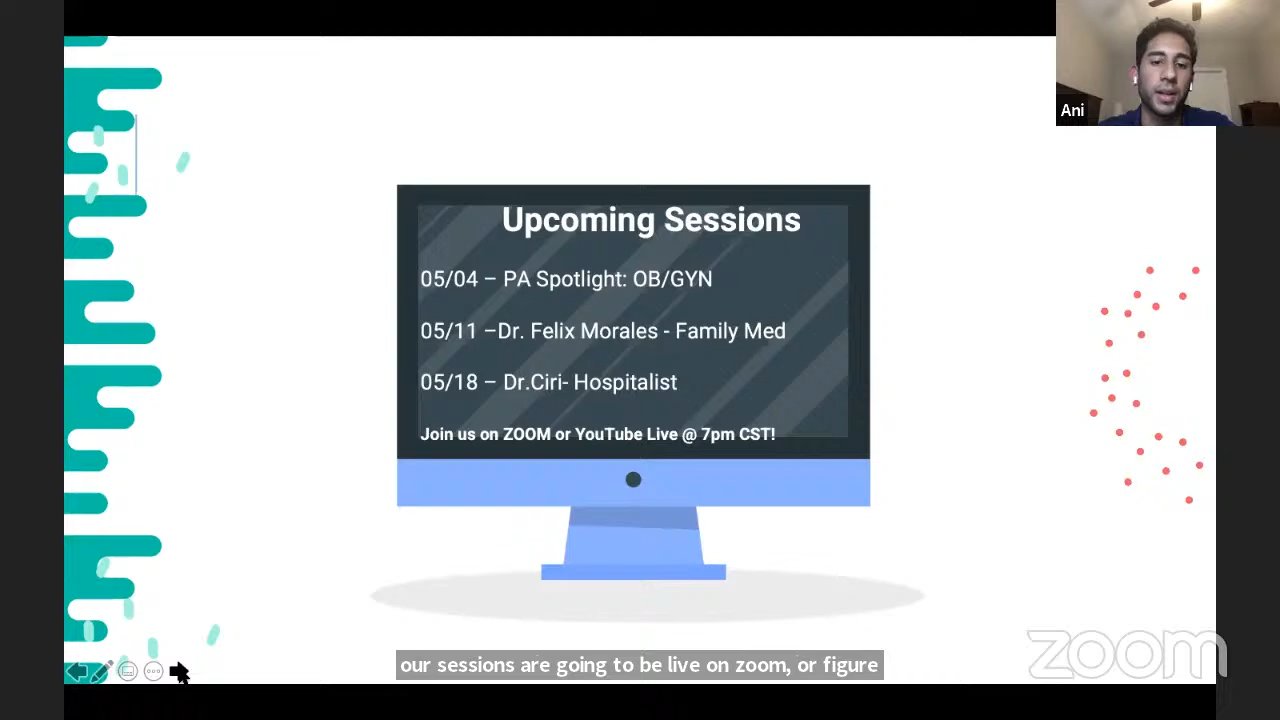 Ani
Upcoming Sessions
05/04 – PA Spotlight: OB/GYN
05/11 –Dr. Felix Morales - Family Med
05/18 – Dr.Ciri- Hospitalist
Join us on ZOOM or YouTube Live @ 7pm CST!
our sessions are going to be live on zoom, or figure
zoom